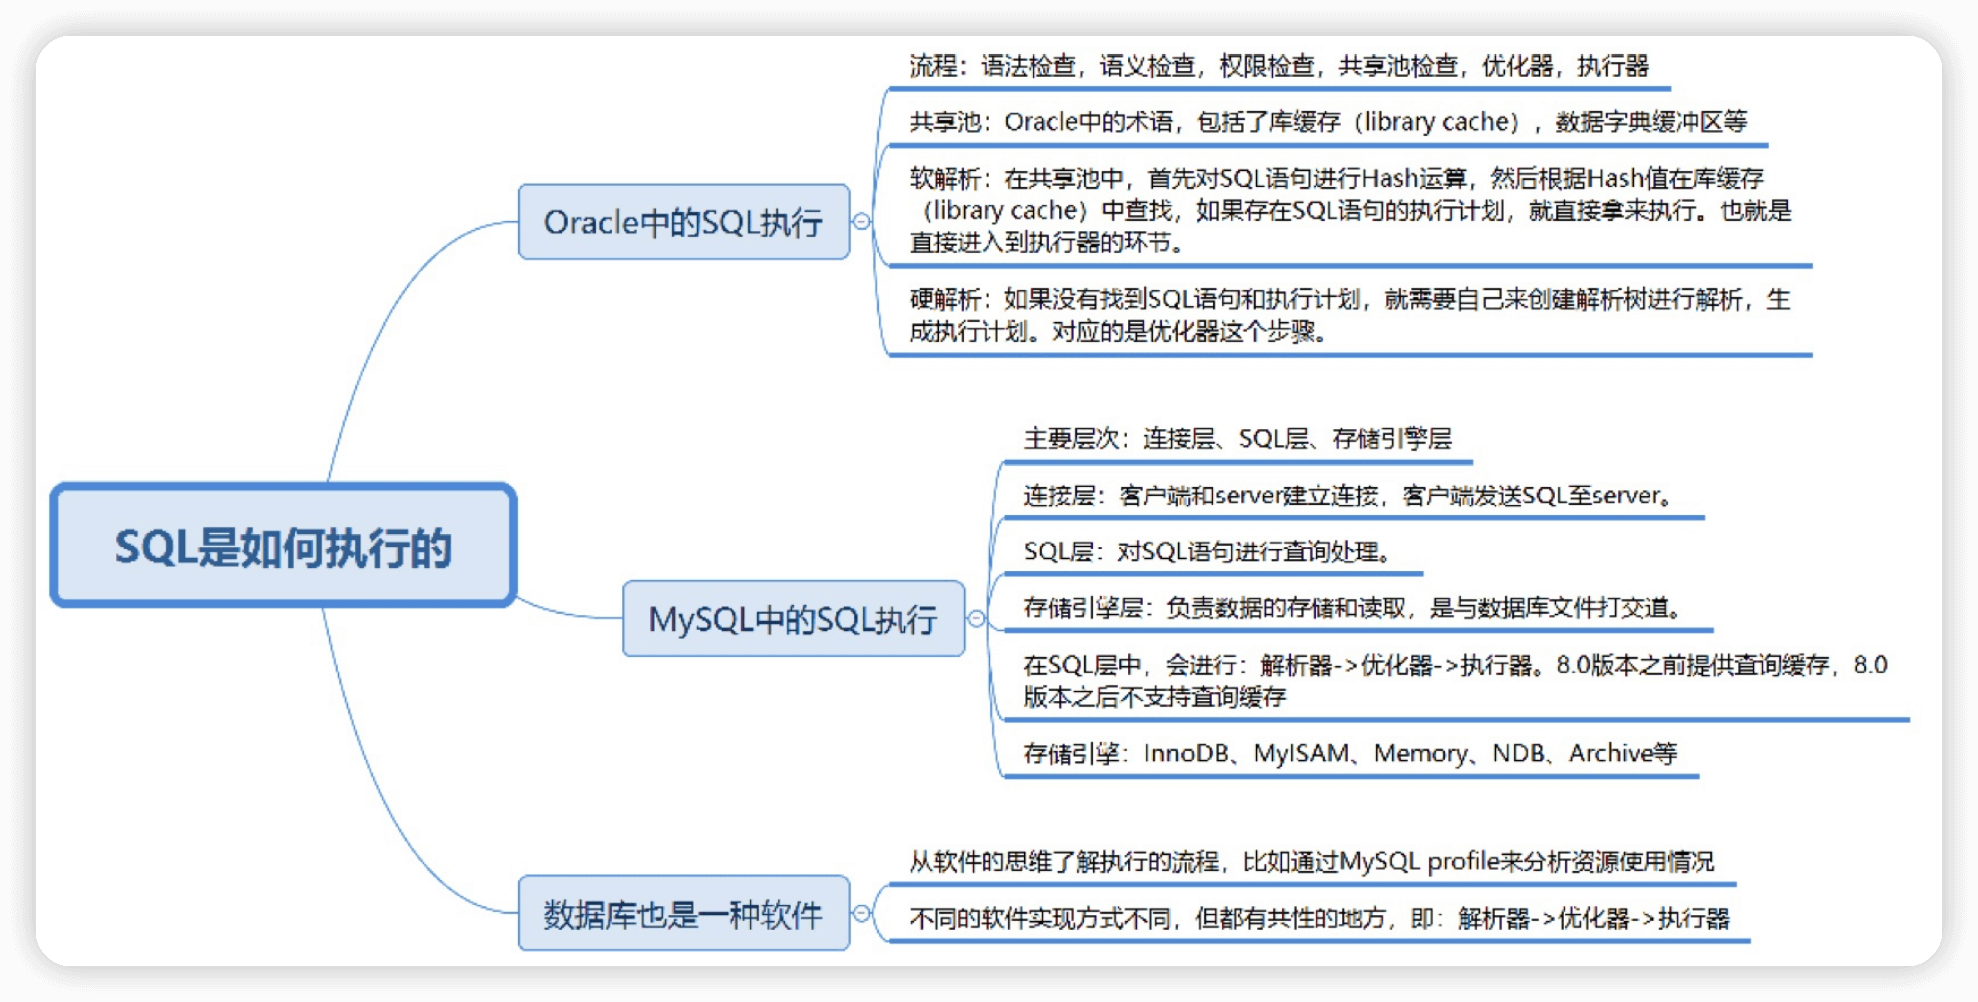 SQL是如何执行的
Oracle中的SQL执行
流程：语法检查，语义检查，权限检查，共享池检查，优化器，执行器
共享池：Oracle中的术语，包括了库缓存（library cache），数据字典缓冲区等
软解析：在共享池中，首先对SQL语句进行Hash运算，然后根据Hash值在库缓存
（library cache）中查找，如果存在SQL语句的执行计划，就直接拿来执行。也就是
直接进入到执行器的环节。
硬解析：如果没有找到SQL语句和执行计划，就需要自己来创建解析树进行解析，生
成执行计划。对应的是优化器这个步骤。
MySQL中的SQL执行
主要层次：连接层、SQL层、存储引擎层
连接层：客户端和server建立连接，客户端发送SQL至server。
SQL层：对SQL语句进行查询处理。
存储引擎层：负责数据的存储和读取，是与数据库文件打交道。
在SQL层中，会进行：解析器->优化器->执行器。8.0版本之前提供查询缓存，8.0
版本之后不支持查询缓存
存储引擎：InnoDB、MyISAM、Memory、NDB、Archive等
数据库也是一种软件
从软件的思维了解执行的流程，比如通过MySQL profile来分析资源使用情况
不同的软件实现方式不同，但都有共性的地方，即：解析器->优化器->执行器